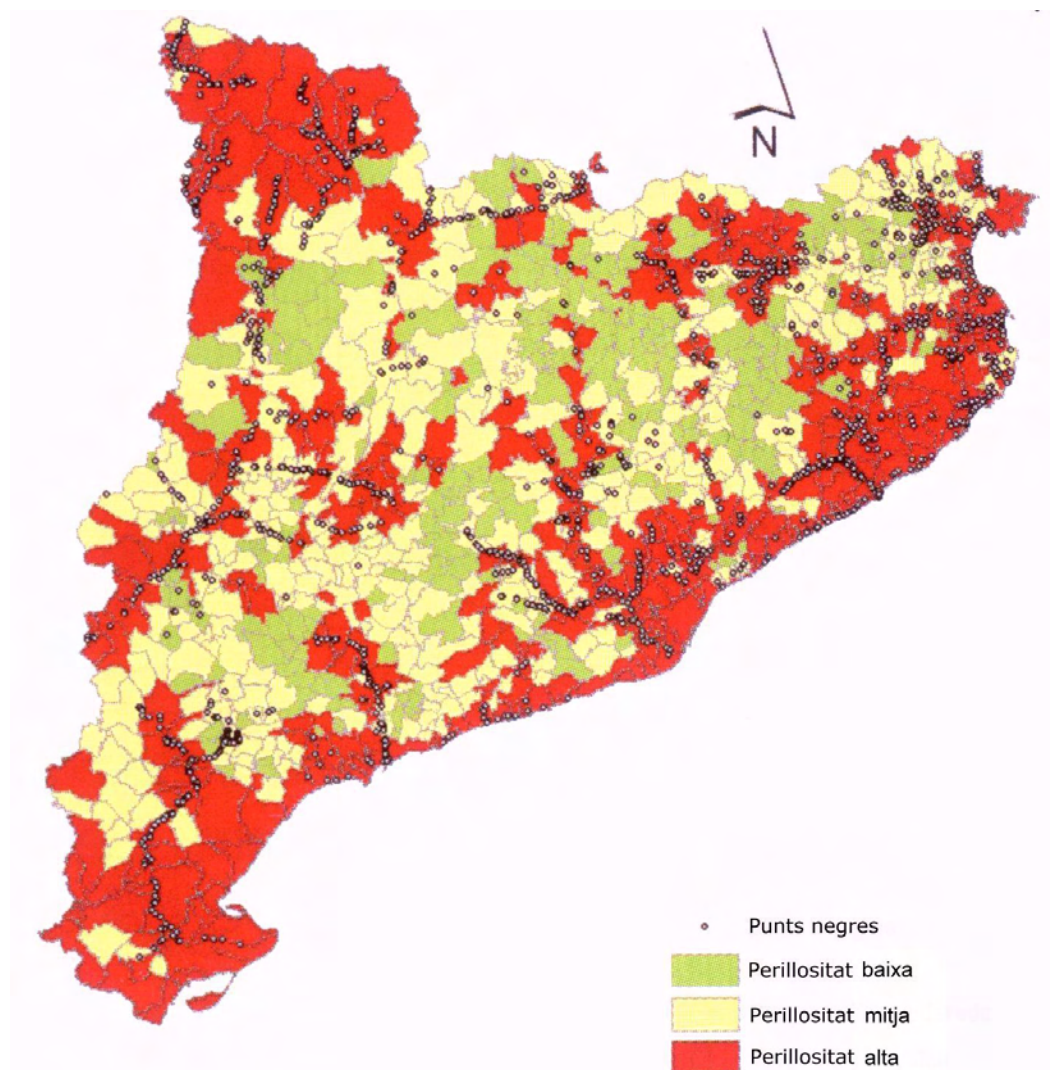 N
Punts negres
Perillositat baixa
Perillositat mitja
Perillositat alta